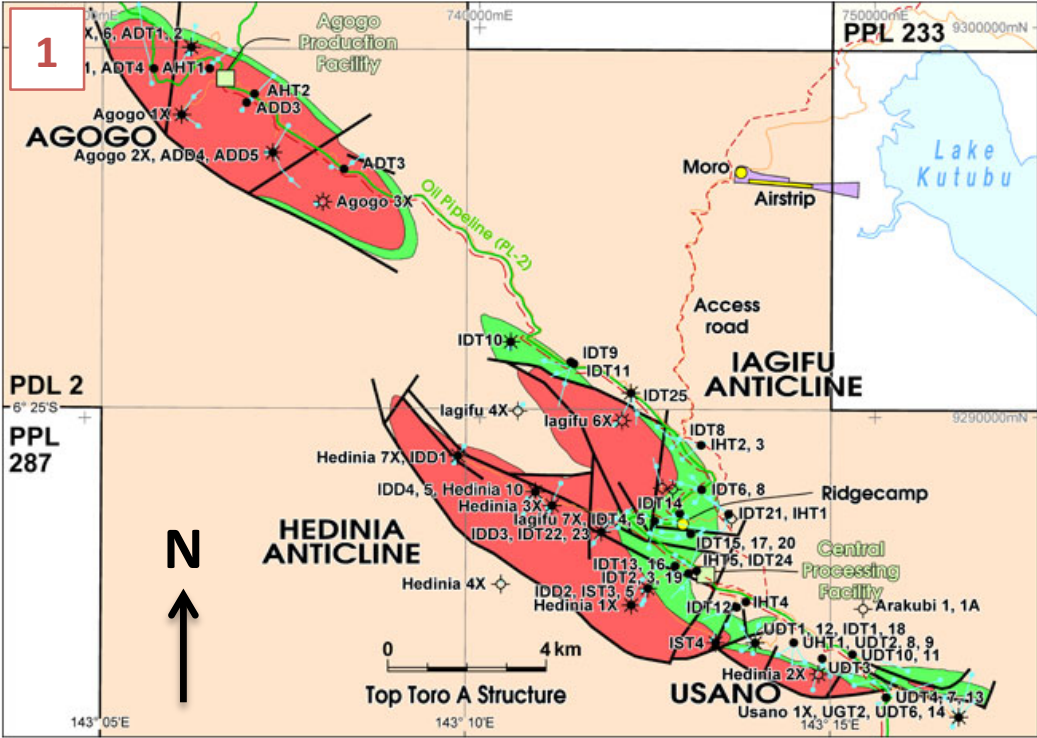 1
mE
740000mE
750000mE
9300000mN
PPL 233
X, 6, ADT1, 2
Agogo
Production
Facility
1, ADT4
AHT1
AHT2
ADD3
Agogo 1X
AGOGO
Agogo 2X, ADD4, ADD5
ADT3
Agogo 3X
Oil Pipeline (PL-2)
Moro
Airstrip
Lake
Kutubu
Access
road
IDT10
IDT9
IDT11
IAGIFU
ANTICLINE
PDL 2
6° 25'S
PPL
287
9290000mN
IDT25
Iagifu 4X
Iagifu 6X
IDT8
IHT2, 3
Hedinia 7X, IDD1
IDD4, 5, Hedinia 10
IDT6, 8
Ridgecamp
Hedinia 3X
IDT14
Iagifu 7X, IDT4, 5
IDT21, IHT1
IDD3, IDT22, 23
HEDINIA
ANTICLINE
IDT15, 17, 20
Central
Processing
Facility
IDT13, 16
IHT5, IDT24
IDT2, 3, 19
Hedinia 4X
IDD2, IST3, 5
Hedinia 1X
IDT12
IHT4
Arakubi 1, 1A
N
UDT1, 12, IDT1, 18
IST4
UHT1, UDT2, 8, 9
UDT10, 11
UDT3
Hedinia 2X
0
4 km
Top Toro A Structure
USANO
UDT4, 7, 13
Usano 1X, UGT2, UDT6, 14
143° 05'E
143° 10'E
143° 15'E